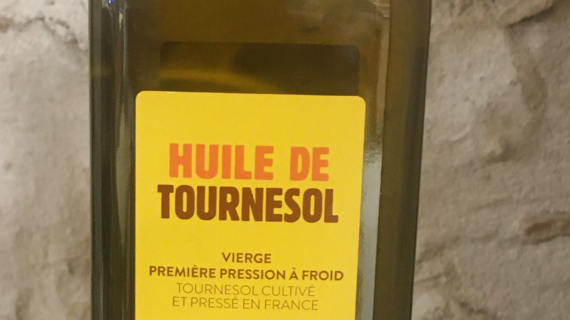 HUILE DE
TOURNESOL
VIERGE
PREMIÈRE PRESSION À FROID
TOURNESOL CULTIVÉ
ET PRESSÉ EN FRANCE